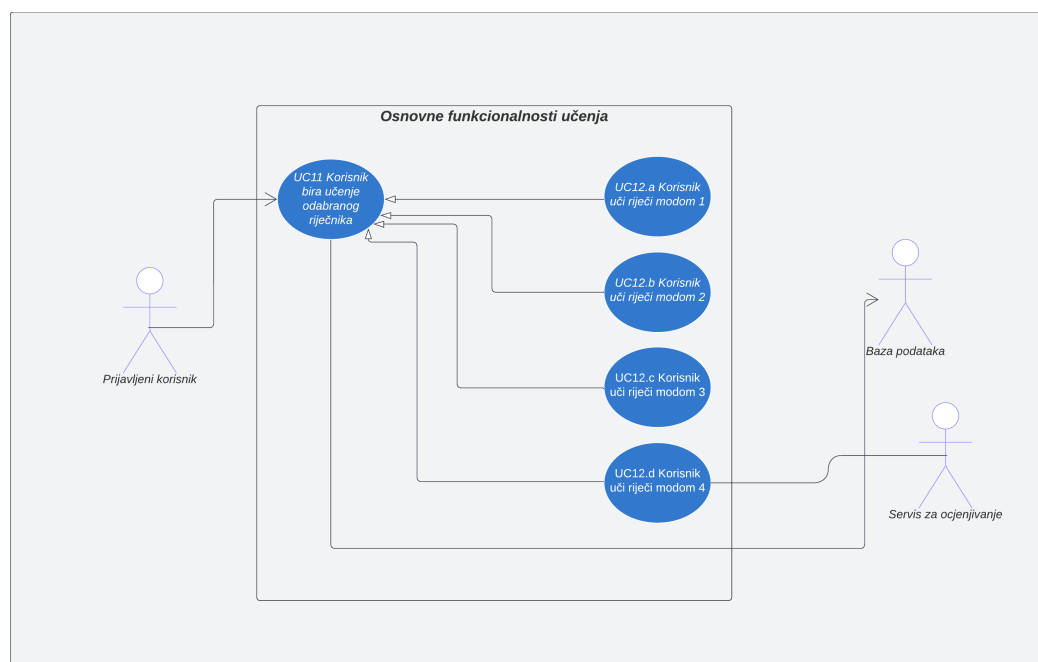 Osnovne funkcionalnosti učenja
UC11 Korisnik
bira učenje
odabranog
riječnika
UC12.a Korisnik
uči riječi modom 1
UC12.b Korisnik
uči riječi modom 2
UC12.c Korisnik
uči riječi modom 3
UC12.d Korisnik
uči riječi modom 4
Prijavljeni korisnik
Baza podataka
Servis za ocjenjivanje